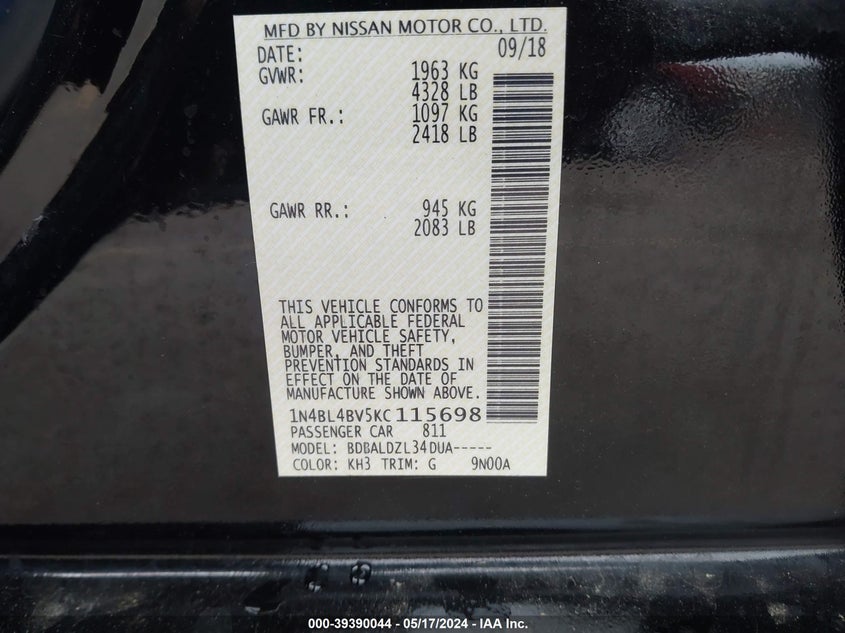 MFD BY NISSAN MOTOR CO., LTD.
DATE: 09/18
GVWR: 1963 KG
4328 LB
GAWR FR.: 1097 KG
2418 LB
GAWR RR.: 945 KG
2083 LB
THIS VEHICLE CONFORMS TO
ALL APPLICABLE FEDERAL
MOTOR VEHICLE SAFETY,
BUMPER, AND THEFT
PREVENTION STANDARDS IN
EFFECT ON THE DATE OF
MANUFACTURE SHOWN ABOVE.
1N4BL4BV5KC115698
PASSENGER CAR 811
MODEL: BDBALDZL34DUA-----
COLOR: KH3 TRIM: G 9N00A
000-39390044 - 05/17/2024 - IAA Inc.